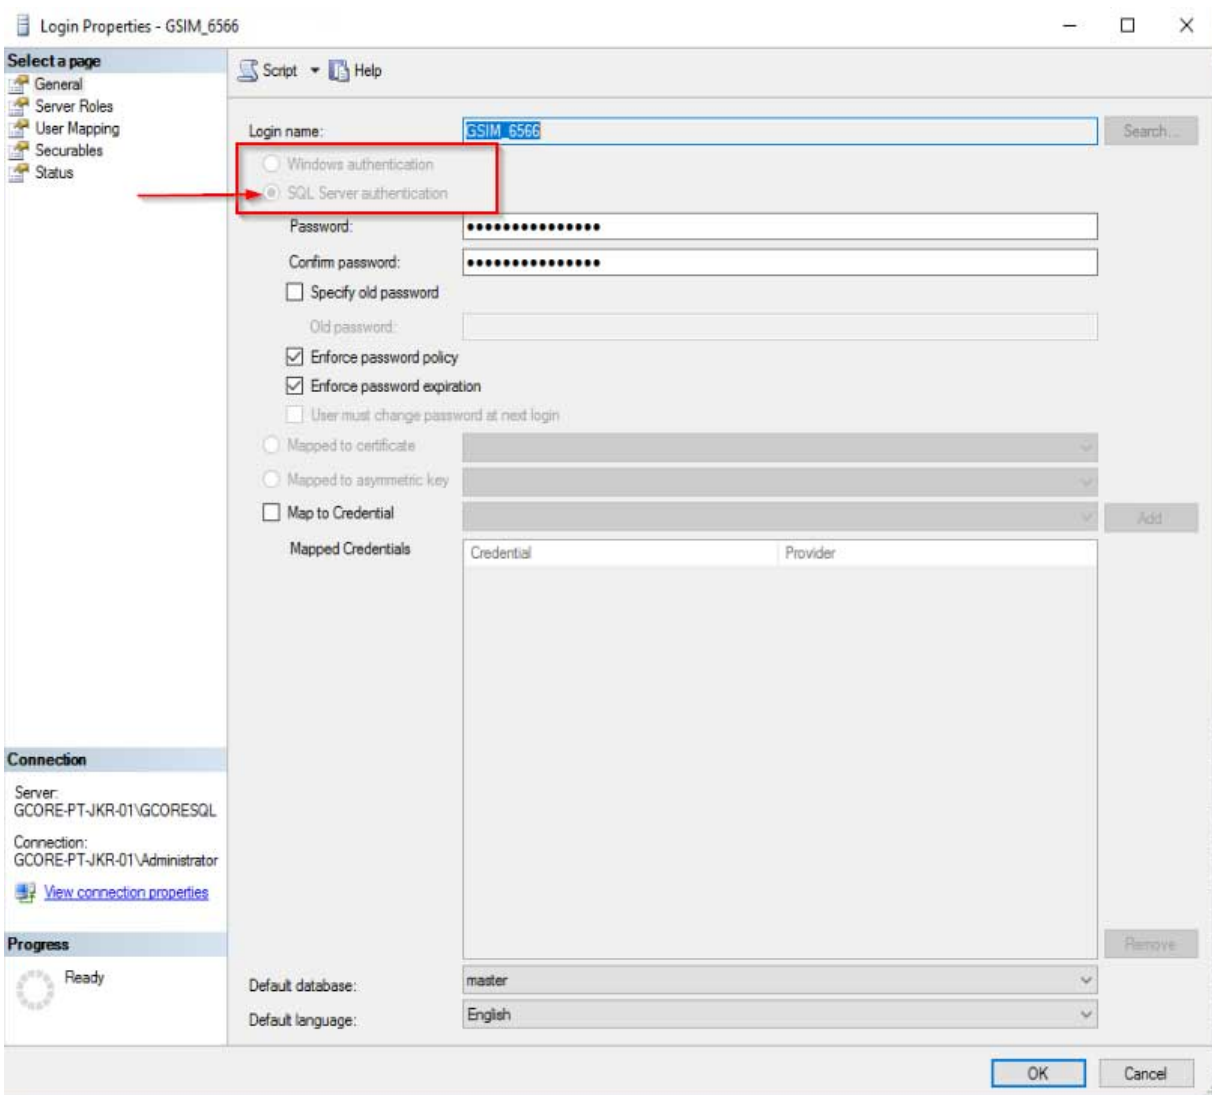 Login Properties - GSIM_6566
Select a page
General
Server Roles
User Mapping
Securables
Status
Script
Help
Login name:
GSIM_6566
Search...
Windows authentication
SQL Server authentication
Password:
●●●●●●●●●●●●●●●
Confirm password:
●●●●●●●●●●●●●●●
Specify old password
Old password:
Enforce password policy
Enforce password expiration
User must change password at next login
Mapped to certificate
Mapped to asymmetric key
Map to Credential
Add
Mapped Credentials
Credential
Provider
Remove
Default database:
master
Default language:
English
Connection
Server:
GCORE-PT-JKR-01\GCORESQL
Connection:
GCORE-PT-JKR-01\Administrator
View connection properties
Progress
Ready
OK
Cancel